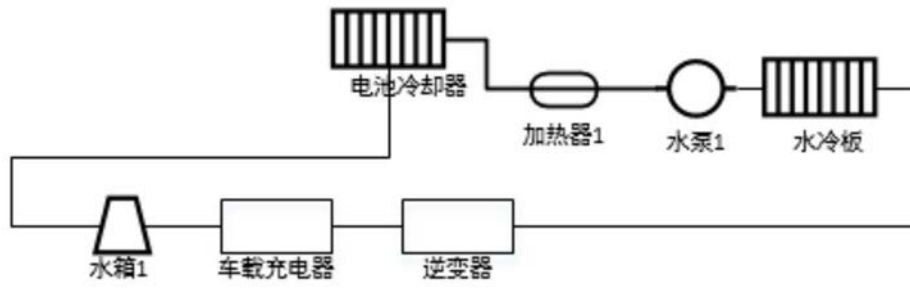 电池冷却器
加热器1
水泵1
水冷板
水箱1
车载充电器
逆变器